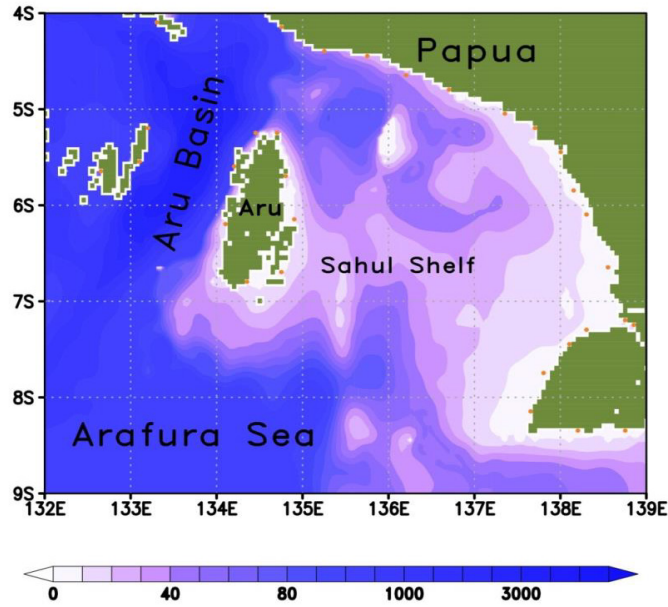 4S
Papua
5S
Aru Basin
6S
Aru
Sahul Shelf
7S
8S
Arafura Sea
9S
132E 133E 134E 135E 136E 137E 138E 139E
0 40 80 1000 3000